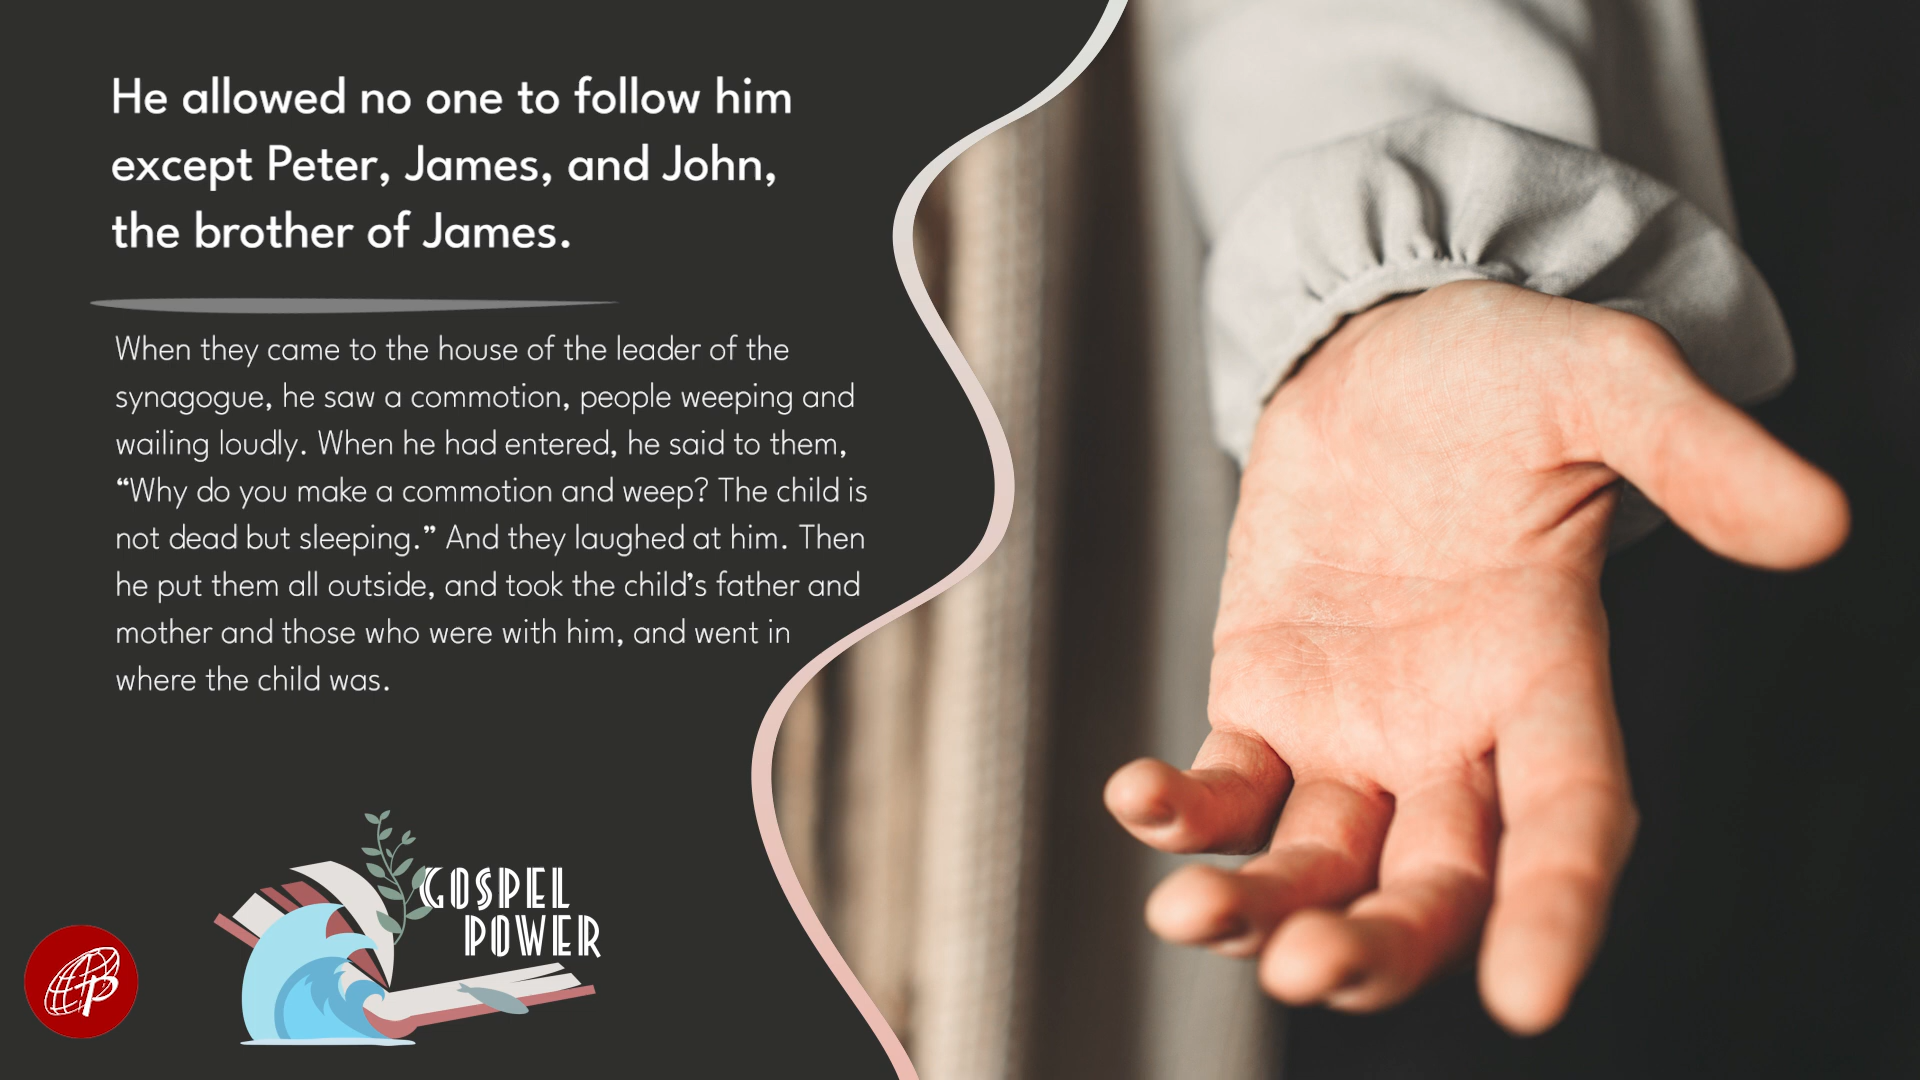 He allowed no one to follow him
except Peter, James, and John,
the brother of James.
When they came to the house of the leader of the
synagogue, he saw a commotion, people weeping and
wailing loudly. When he had entered, he said to them,
“Why do you make a commotion and weep? The child is
not dead but sleeping.” And they laughed at him. Then
he put them all outside, and took the child’s father and
mother and those who were with him, and went in
where the child was.
GOSPEL
POWER